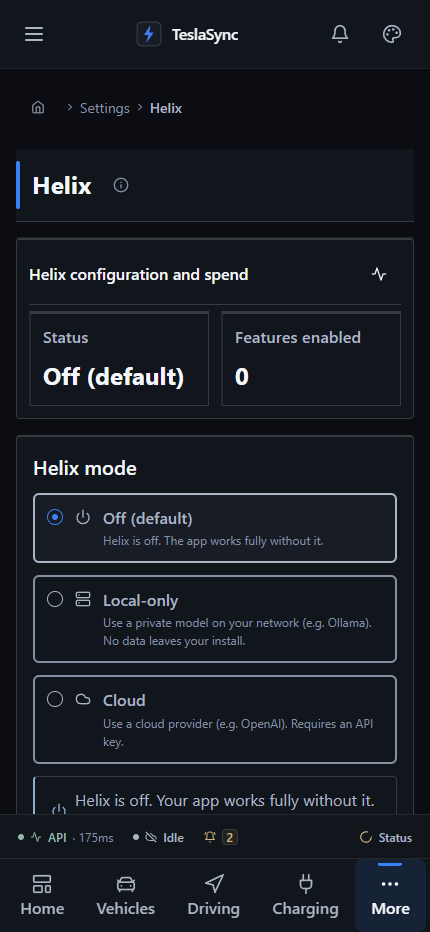 TeslaSync
Settings
Helix
Helix
Helix configuration and spend
Status
Off (default)
Features enabled
0
Helix mode
Off (default)
Helix is off. The app works fully without it.
Local-only
Use a private model on your network (e.g. Ollama).
No data leaves your install.
Cloud
Use a cloud provider (e.g. OpenAI). Requires an API
key.
Helix is off. Your app works fully without it.
API · 175ms
Idle
2
Status
Home
Vehicles
Driving
Charging
More